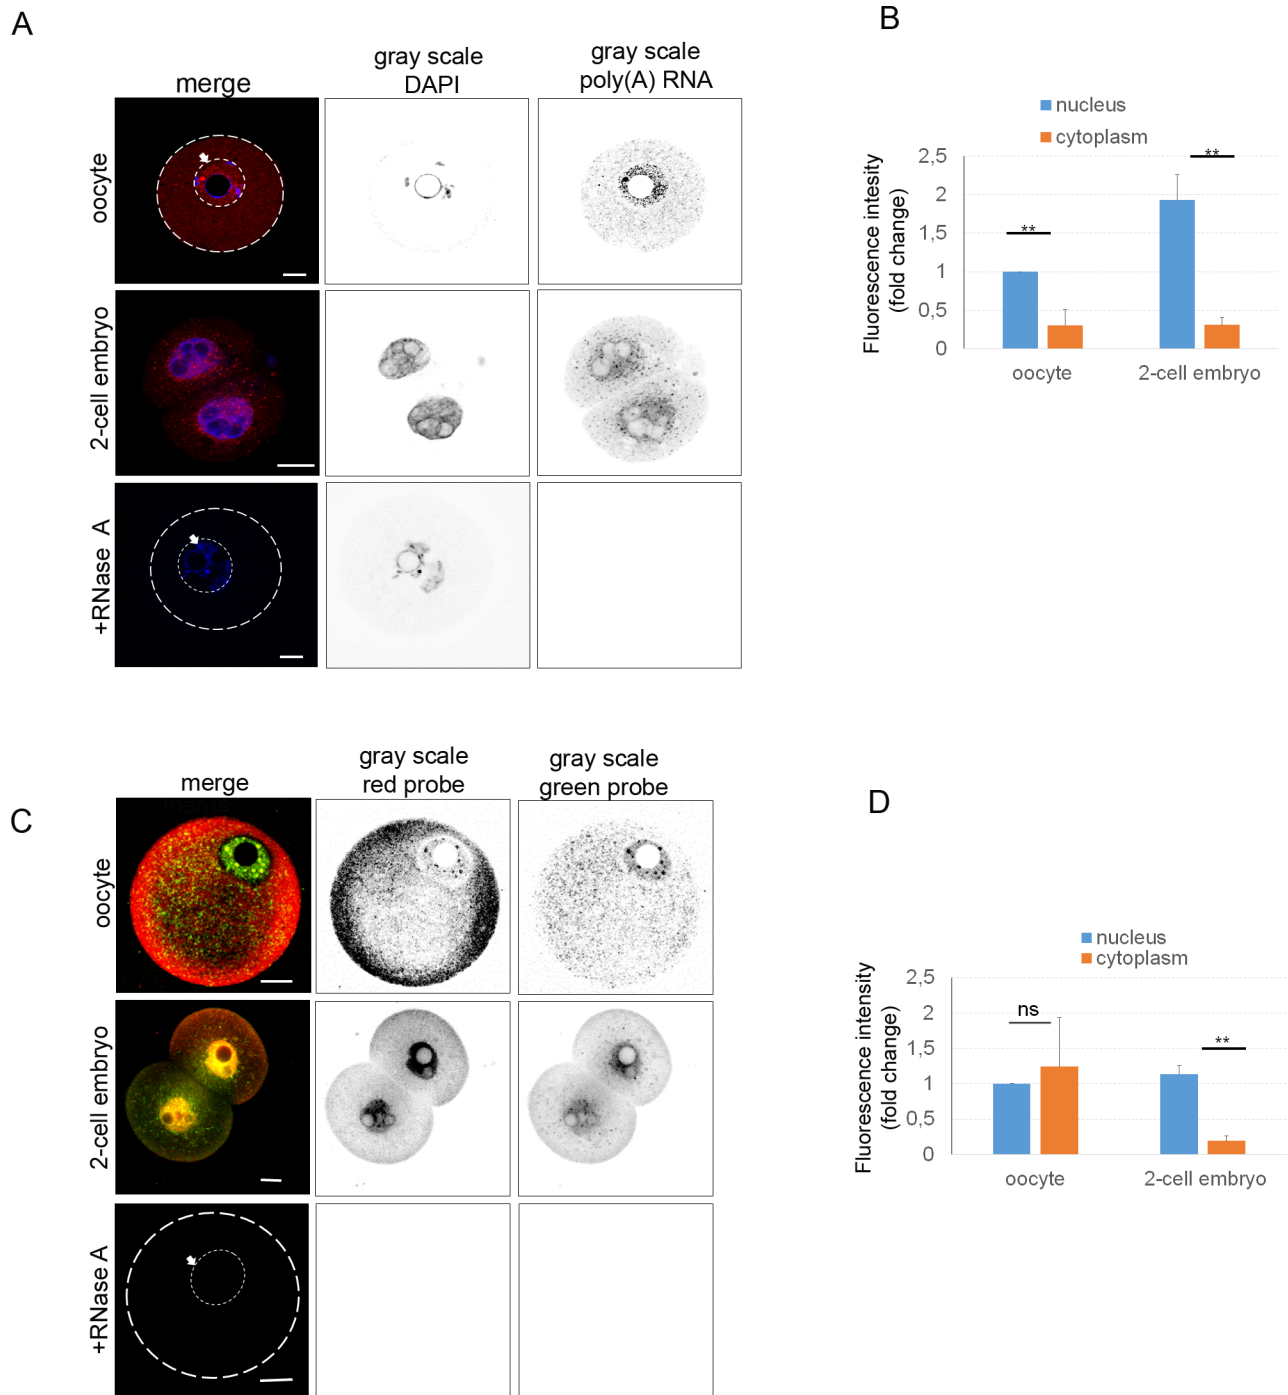 A
merge
gray scale
DAPI
gray scale
poly(A) RNA
oocyte
2-cell embryo
+RNase A
B
nucleus
cytoplasm
Fluorescence intesity
(fold change)
2,5
2
1,5
1
0,5
0
**
**
oocyte
2-cell embryo
C
merge
merge
gray scale
red probe
gray scale
green probe
oocyte
2-cell embryo
+RNase A
D
nucleus
cytoplasm
Fluorescence intensity
(fold change)
2,5
2
1,5
1
0,5
0
ns
**
oocyte
2-cell embryo